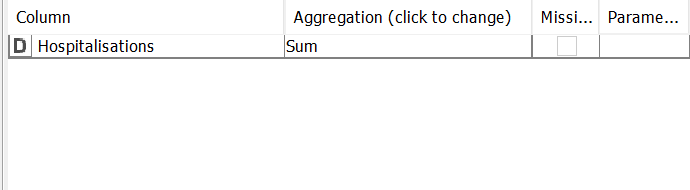 Column Aggregation (click to change) Missi... Parame...
D Hospitalisations Sum